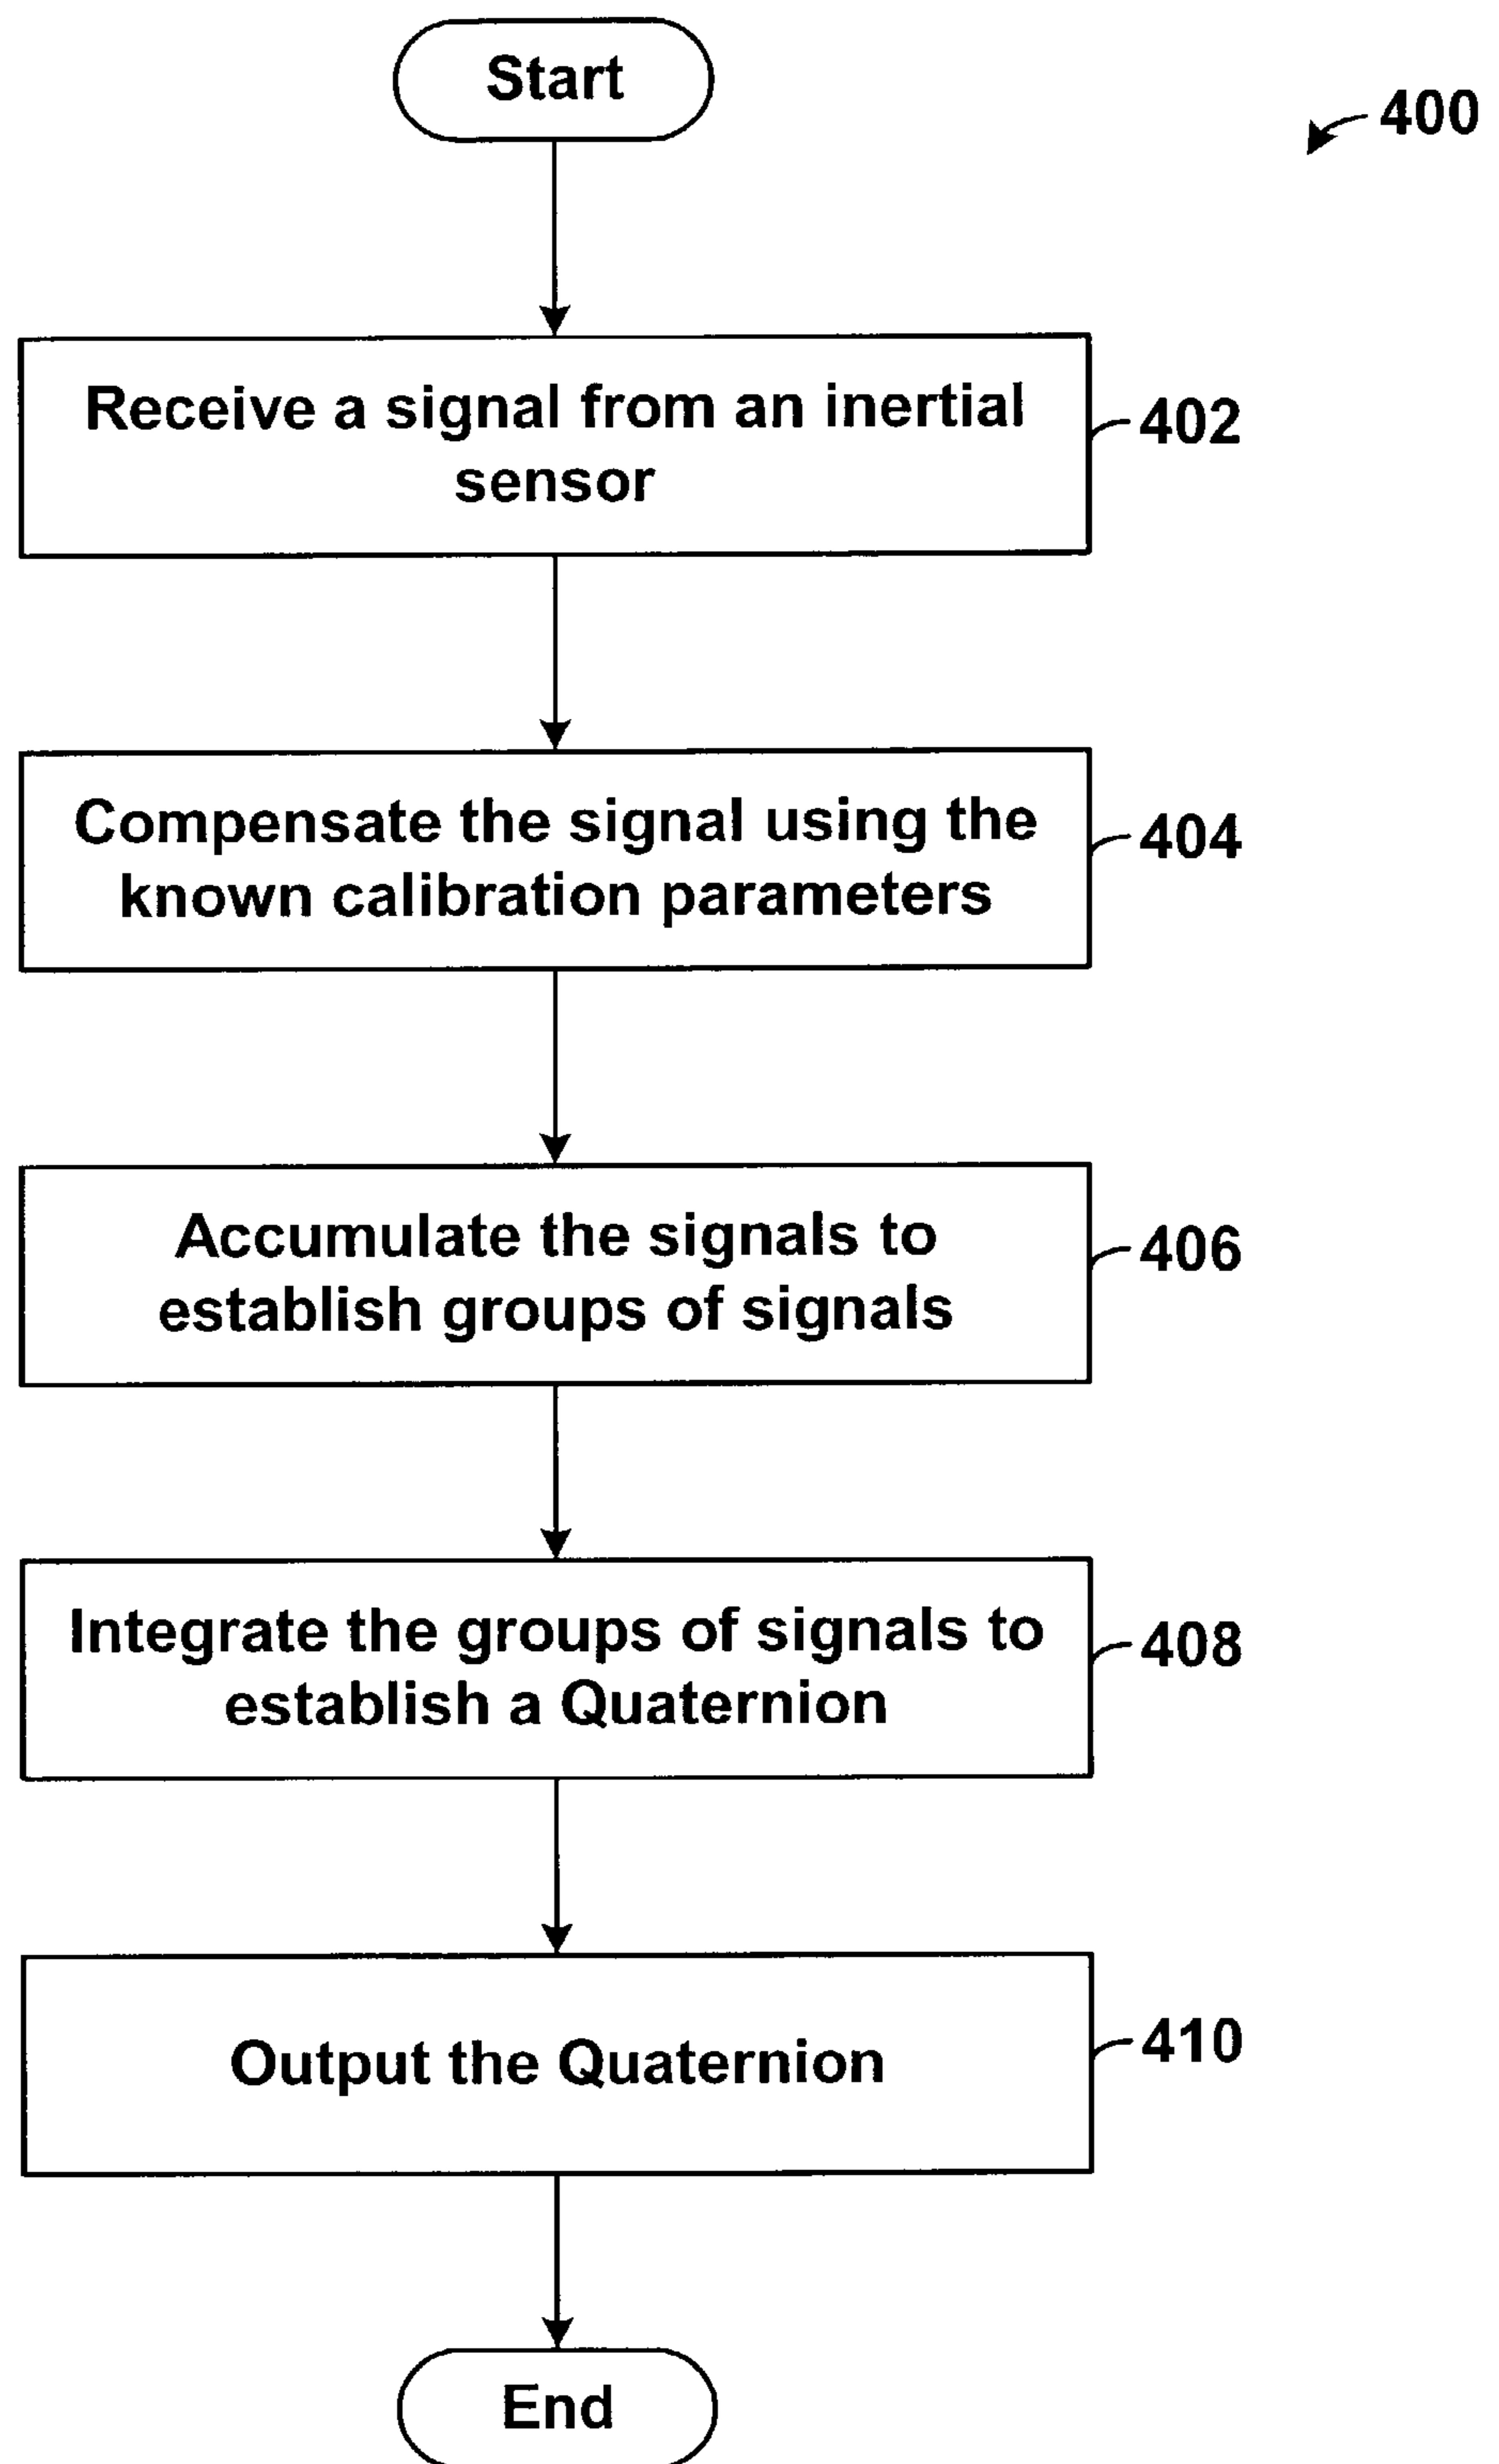 Start
400
Receive a signal from an inertial
sensor
402
Compensate the signal using the
known calibration parameters
404
Accumulate the signals to
establish groups of signals
406
Integrate the groups of signals to
establish a Quaternion
408
Output the Quaternion
410
End